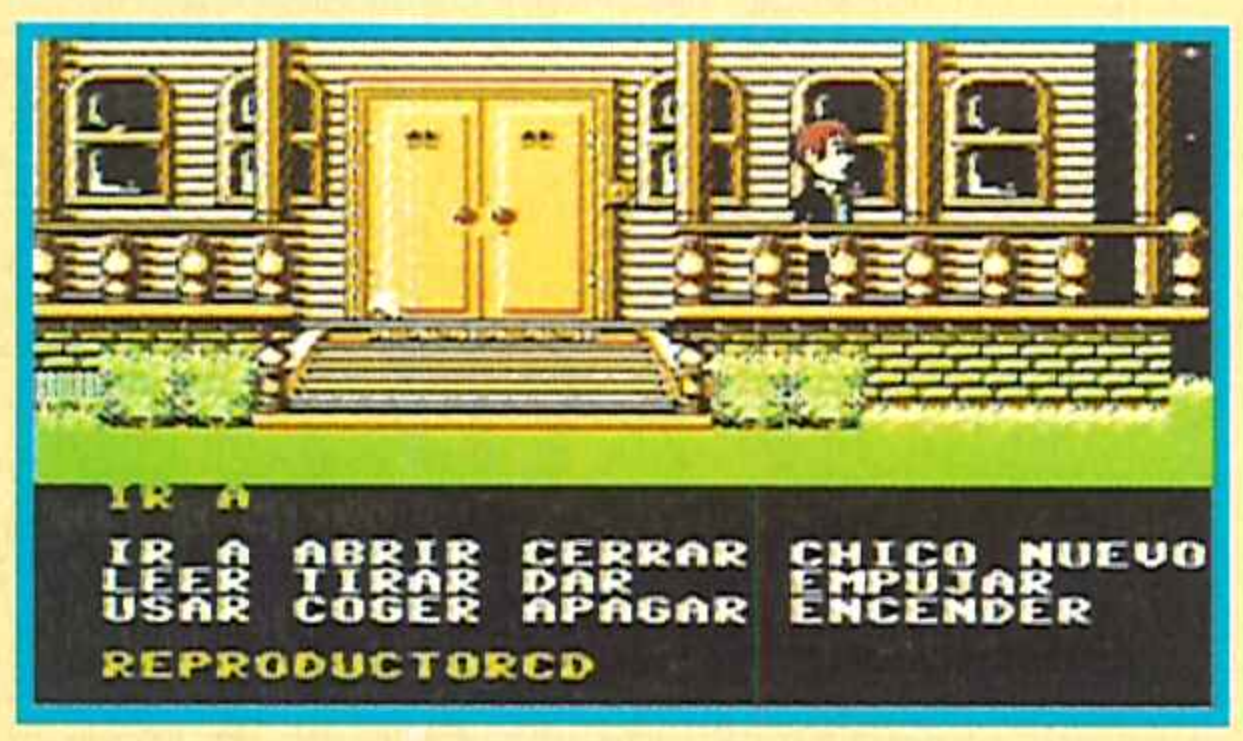 IR A
IR A ABRIR CERRAR CHICO NUEVO
LEER TIRAR DAR EMPUJAR
USAR COGER APAGAR ENCENDER
REPRODUCTORCD